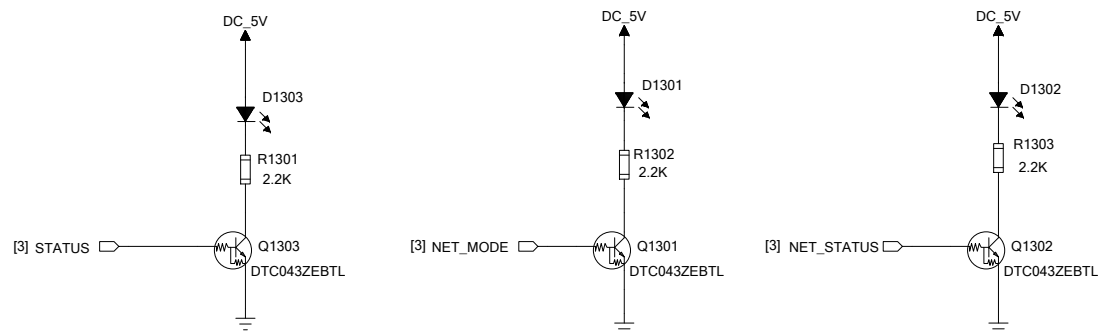 DC_5V
D1303
R1301
2.2K
[3] STATUS
Q1303
DTC043ZEBTL
DC_5V
D1301
R1302
2.2K
[3] NET_MODE
Q1301
DTC043ZEBTL
DC_5V
D1302
R1303
2.2K
[3] NET_STATUS
Q1302
DTC043ZEBTL